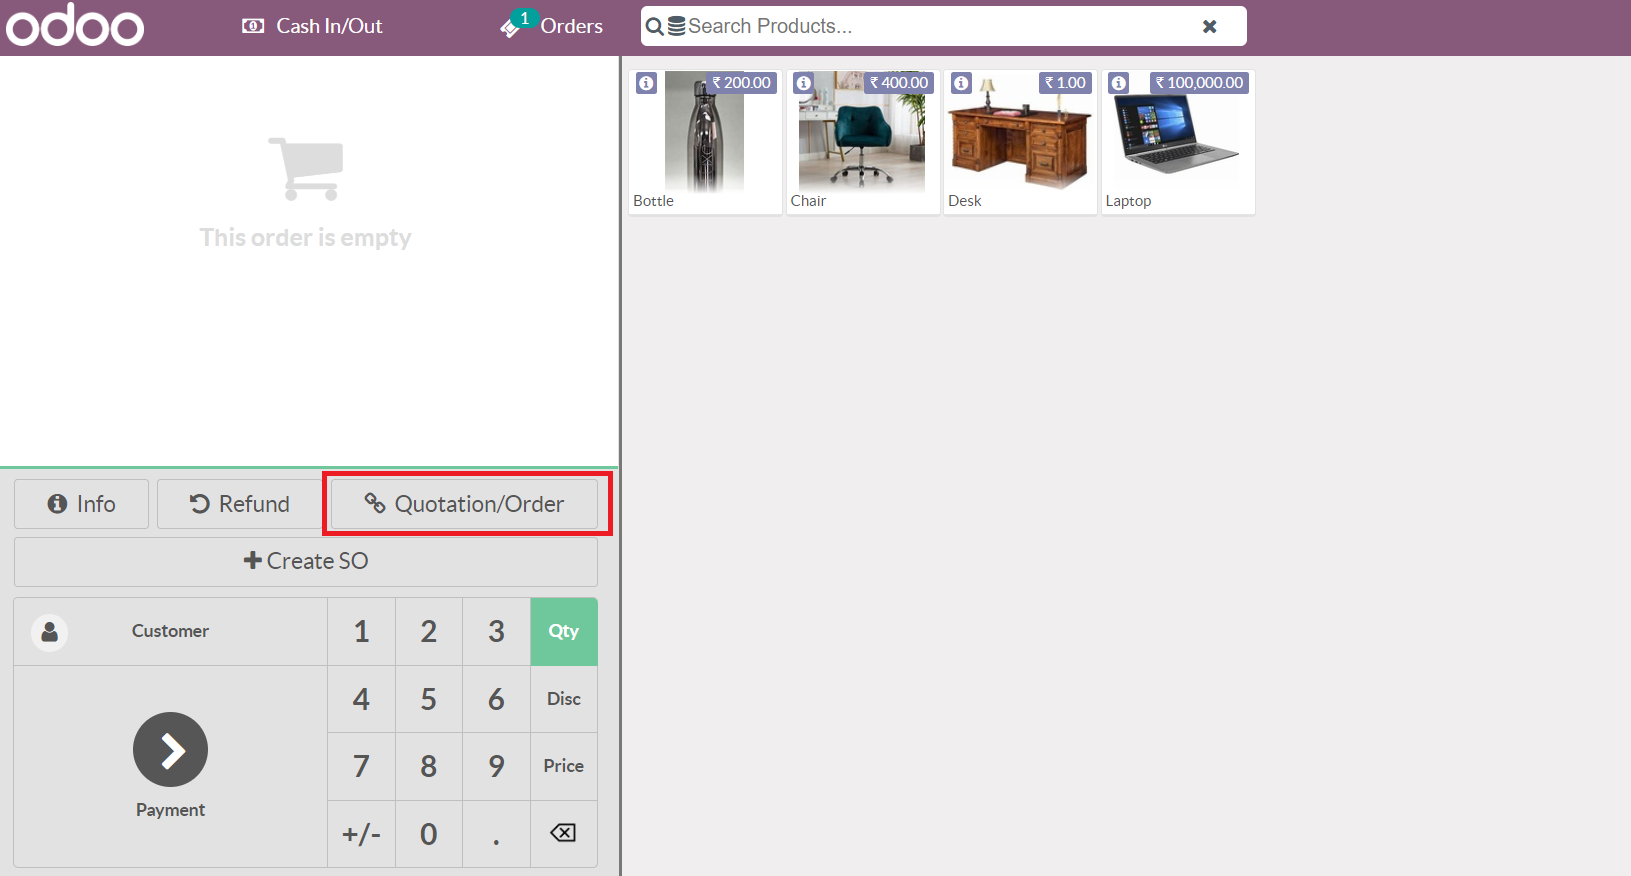 odoo
Cash In/Out
1
Orders
Search Products...
₹ 200.00
₹ 400.00
₹ 1.00
₹ 100,000.00
Bottle
Chair
Desk
Laptop
This order is empty
Info
Refund
Quotation/Order
Create SO
Customer
1 2 3 Qty
4 5 6 Disc
7 8 9 Price
+/- 0 .
Payment